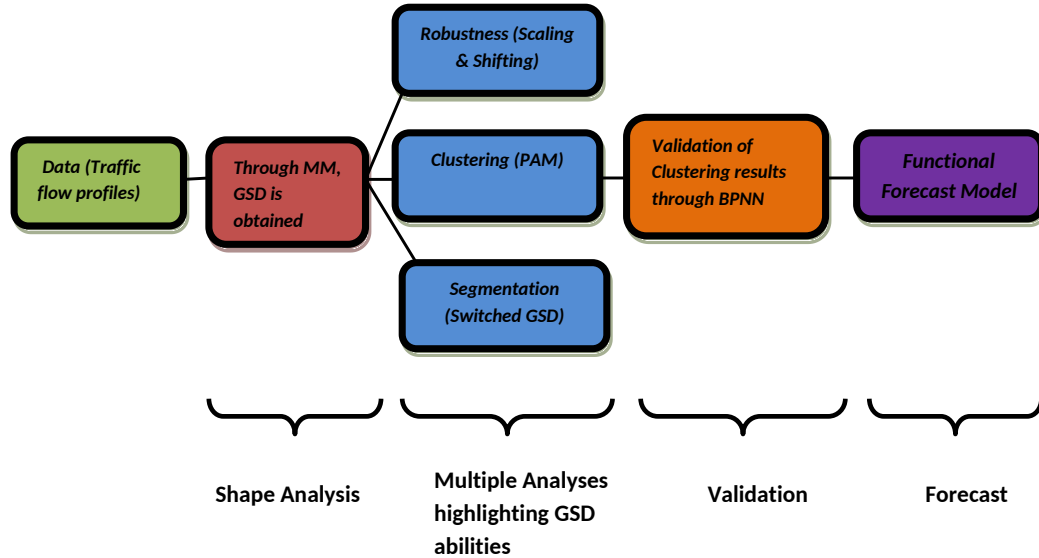 Robustness (Scaling
& Shifting)
Data (Traffic
flow profiles)
Through MM,
GSD is
obtained
Clustering (PAM)
Validation of
Clustering results
through BPNN
Functional
Forecast Model
Segmentation
(Switched GSD)
Shape Analysis
Multiple Analyses
highlighting GSD
abilities
Validation
Forecast